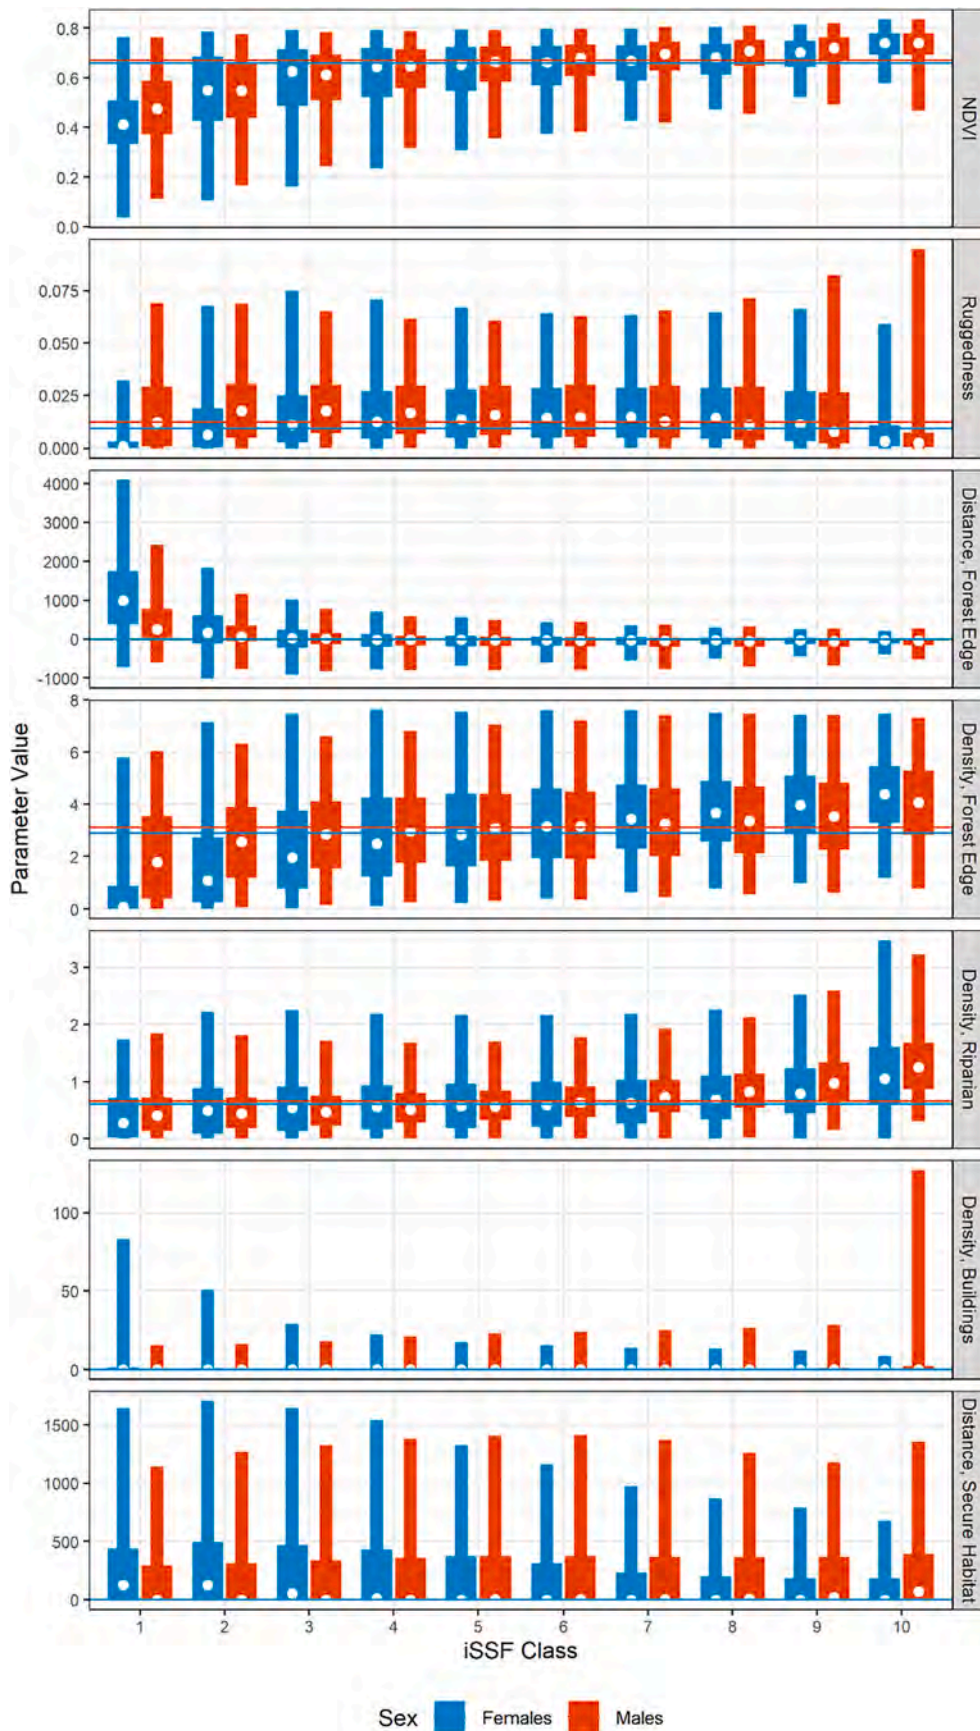 0.8
0.6
0.4
0.2
0.0
NDVI
0.075
0.050
0.025
0.000
Ruggedness
4000
3000
2000
1000
0
-1000
Distance, Forest Edge
8
6
4
2
0
Density, Forest Edge
3
2
1
0
Density, Riparian
100
50
0
Density, Buildings
1500
1000
500
0
Distance, Secure Habitat
Parameter Value
1 2 3 4 5 6 7 8 9 10
iSSF Class
Sex Females Males